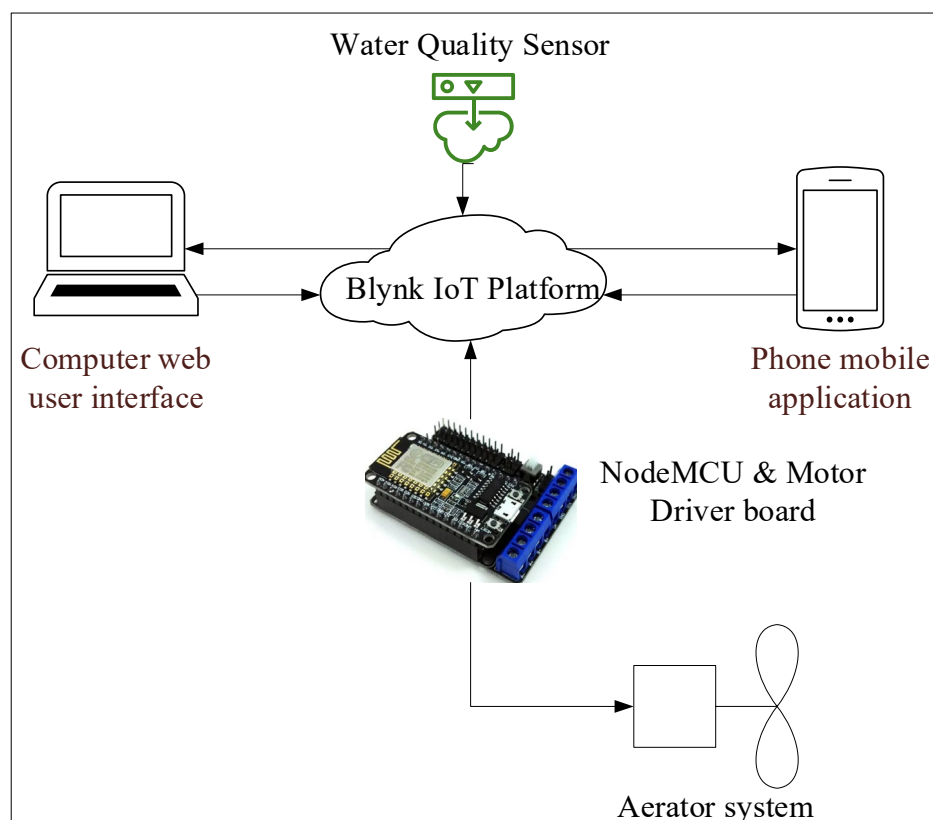 Water Quality Sensor
Blynk IoT Platform
Computer web
user interface
Phone mobile
application
NodeMCU & Motor
Driver board
Aerator system